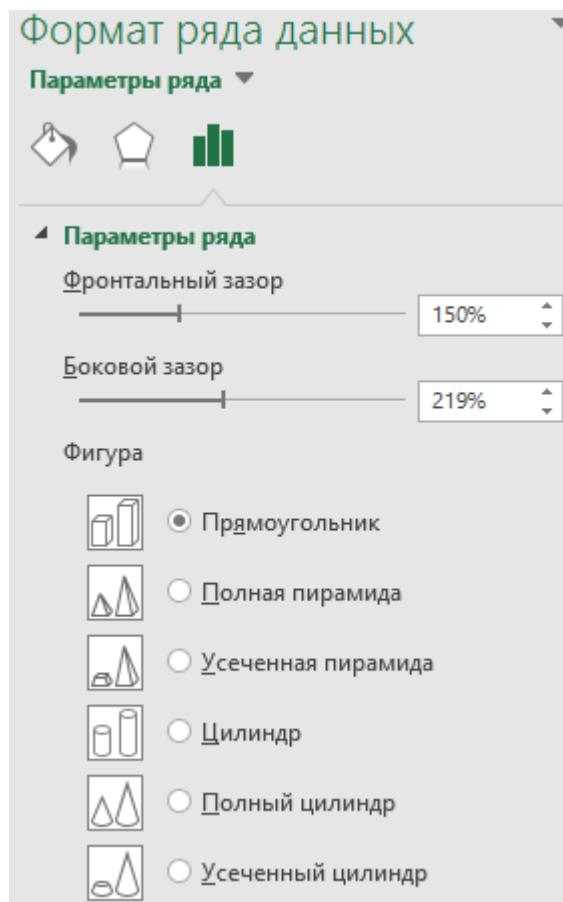 Формат ряда данных
Параметры ряда
Параметры ряда
Фронтальный зазор
150%
Боковой зазор
219%
Фигура
Прямоугольник
Полная пирамида
Усеченная пирамида
Цилиндр
Полный цилиндр
Усеченный цилиндр